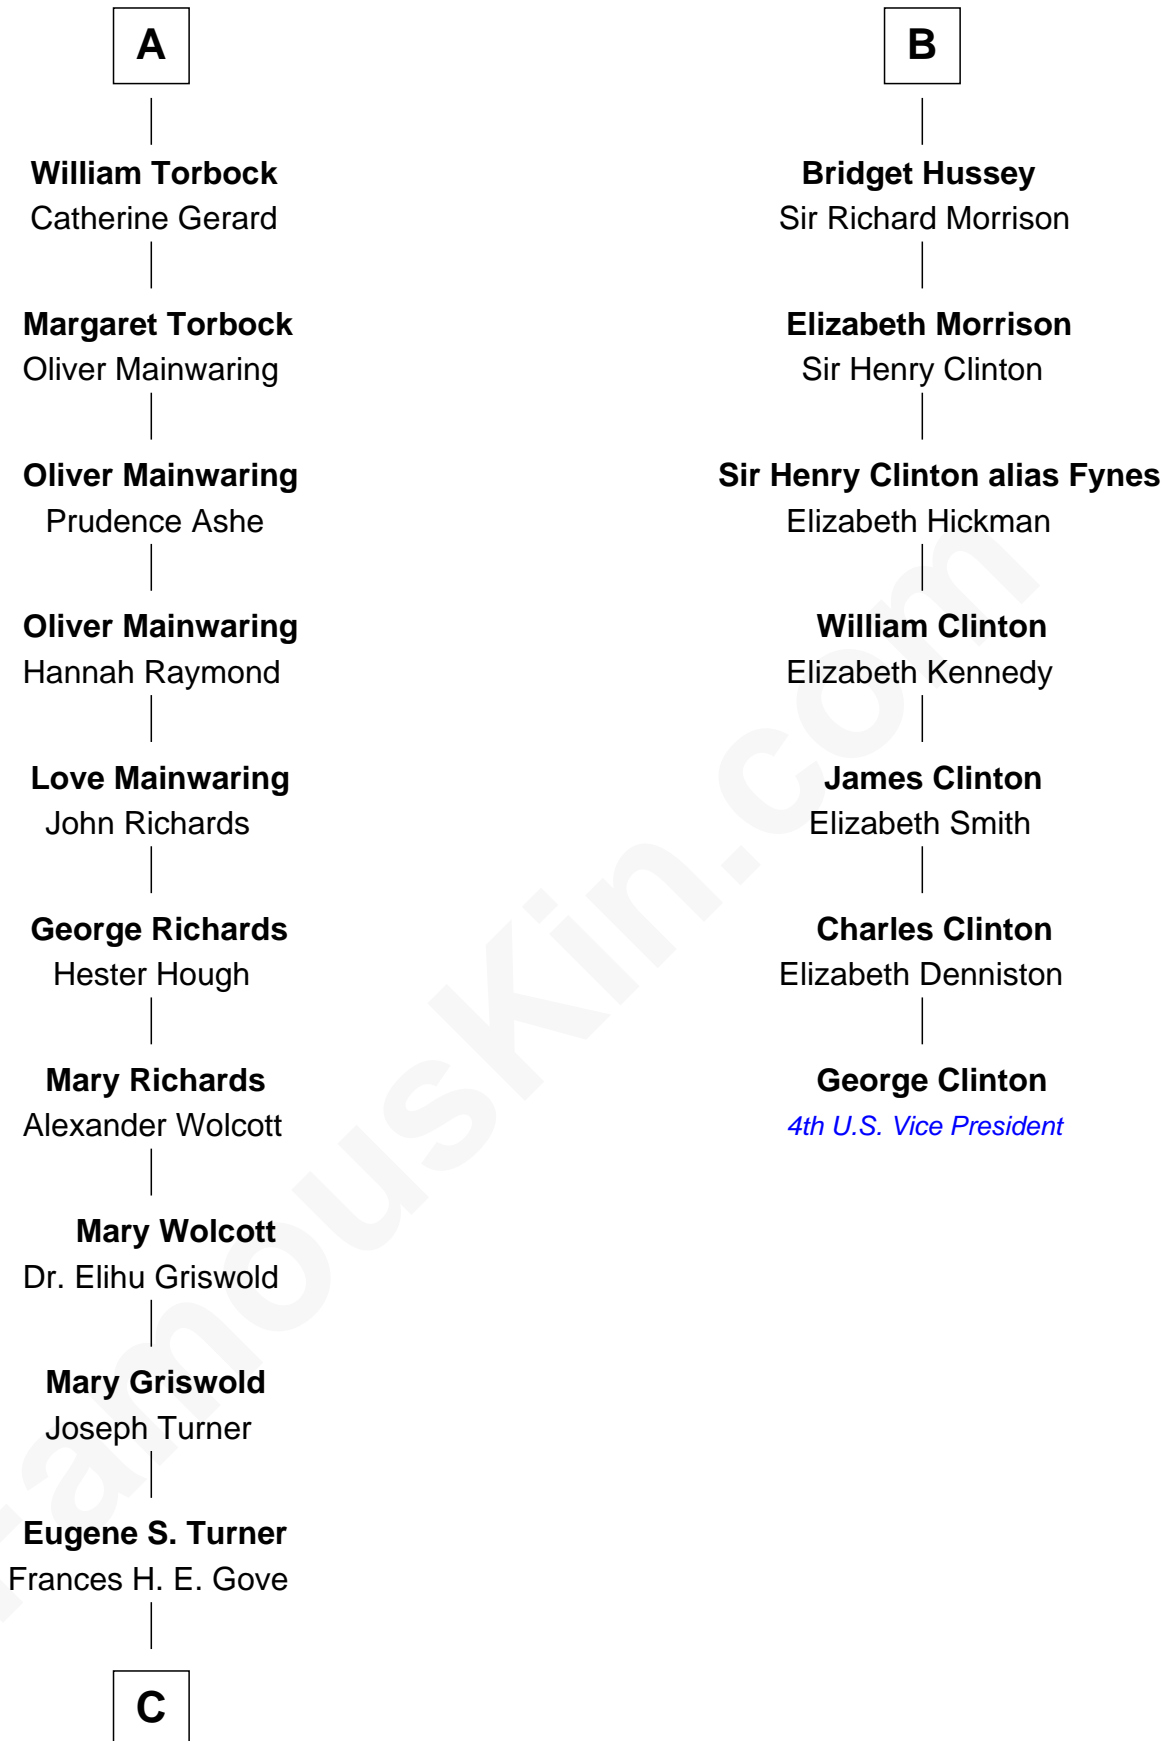 A
William Torbock
Catherine Gerard
Margaret Torbock
Oliver Mainwaring
Oliver Mainwaring
Prudence Ashe
Oliver Mainwaring
Hannah Raymond
Love Mainwaring
John Richards
George Richards
Hester Hough
Mary Richards
Alexander Wolcott
Mary Wolcott
Dr. Elihu Griswold
Mary Griswold
Joseph Turner
Eugene S. Turner
Frances H. E. Gove
C
B
Bridget Hussey
Sir Richard Morrison
Elizabeth Morrison
Sir Henry Clinton
Sir Henry Clinton alias Fynes
Elizabeth Hickman
William Clinton
Elizabeth Kennedy
James Clinton
Elizabeth Smith
Charles Clinton
Elizabeth Denniston
George Clinton
4th U.S. Vice President
FamousKin.com